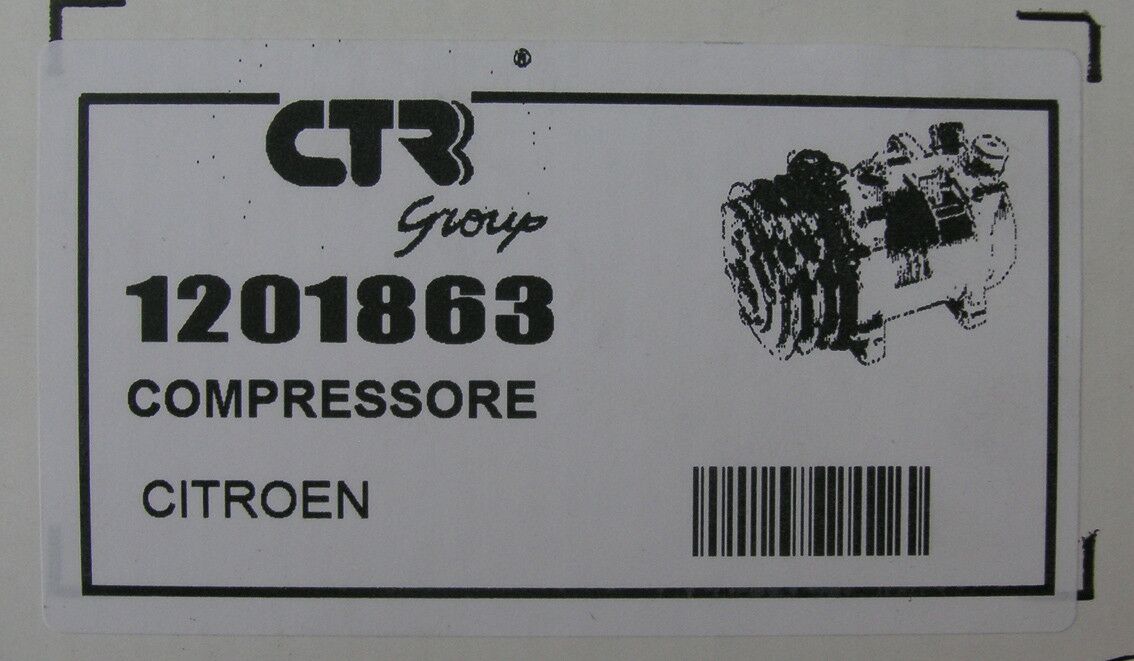 ®
CTR
Group
1201863
COMPRESSORE
CITROEN